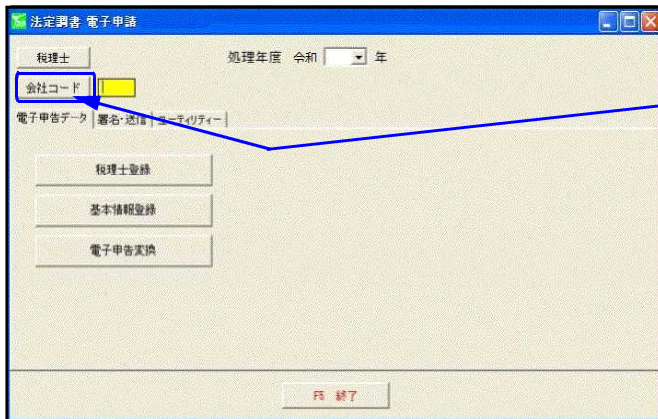 法定調書 電子申請
税理士 処理年度 令和 年
会社コード
電子申告データ 署名・送信 ユーティリティー
税理士登録
基本情報登録
電子申告変換
F5 終了